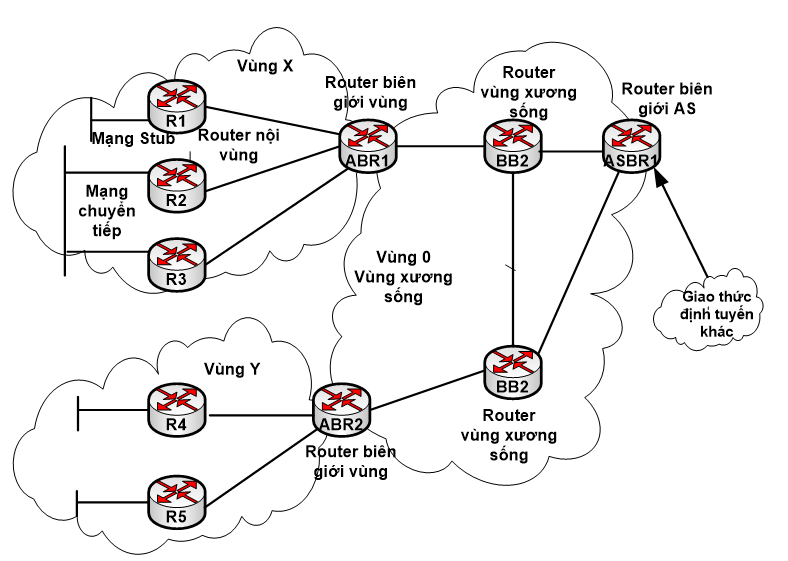 Vùng X
R1
Mạng Stub
Router nội
vùng
R2
Mạng
chuyển
tiếp
R3
Router biên
giới vùng
ABR1
Router
vùng xương
sống
BB2
Router biên
giới AS
ASBR1
Vùng 0
Vùng xương
sống
Giao thức
định tuyến
khác
Vùng Y
R4
R5
ABR2
Router biên
giới vùng
BB2
Router
vùng xương
sống